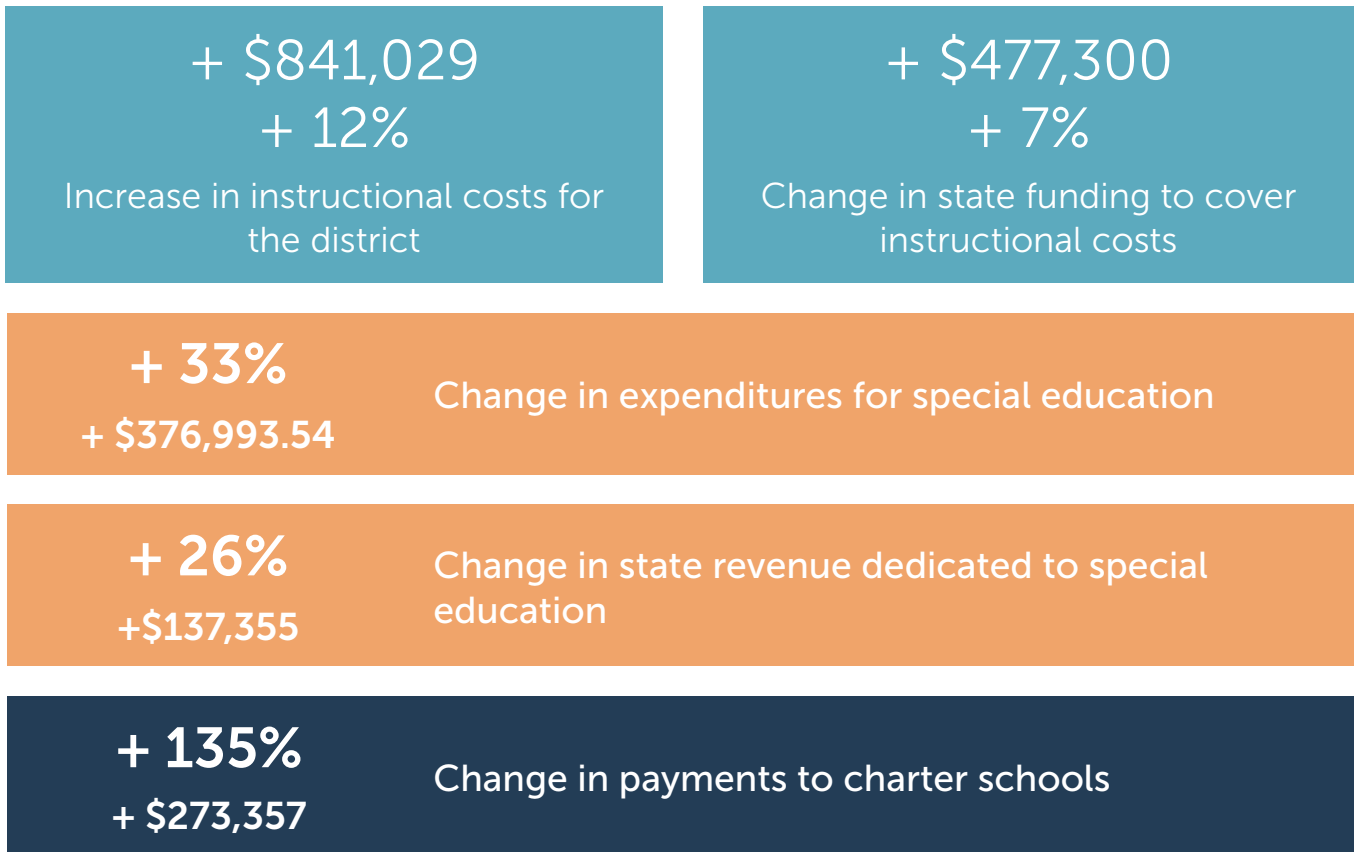 + $841,029
+ 12%
Increase in instructional costs for
the district
+ $477,300
+ 7%
Change in state funding to cover
instructional costs
+ 33%
+ $376,993.54
Change in expenditures for special education
+ 26%
+$137,355
Change in state revenue dedicated to special
education
+ 135%
+ $273,357
Change in payments to charter schools